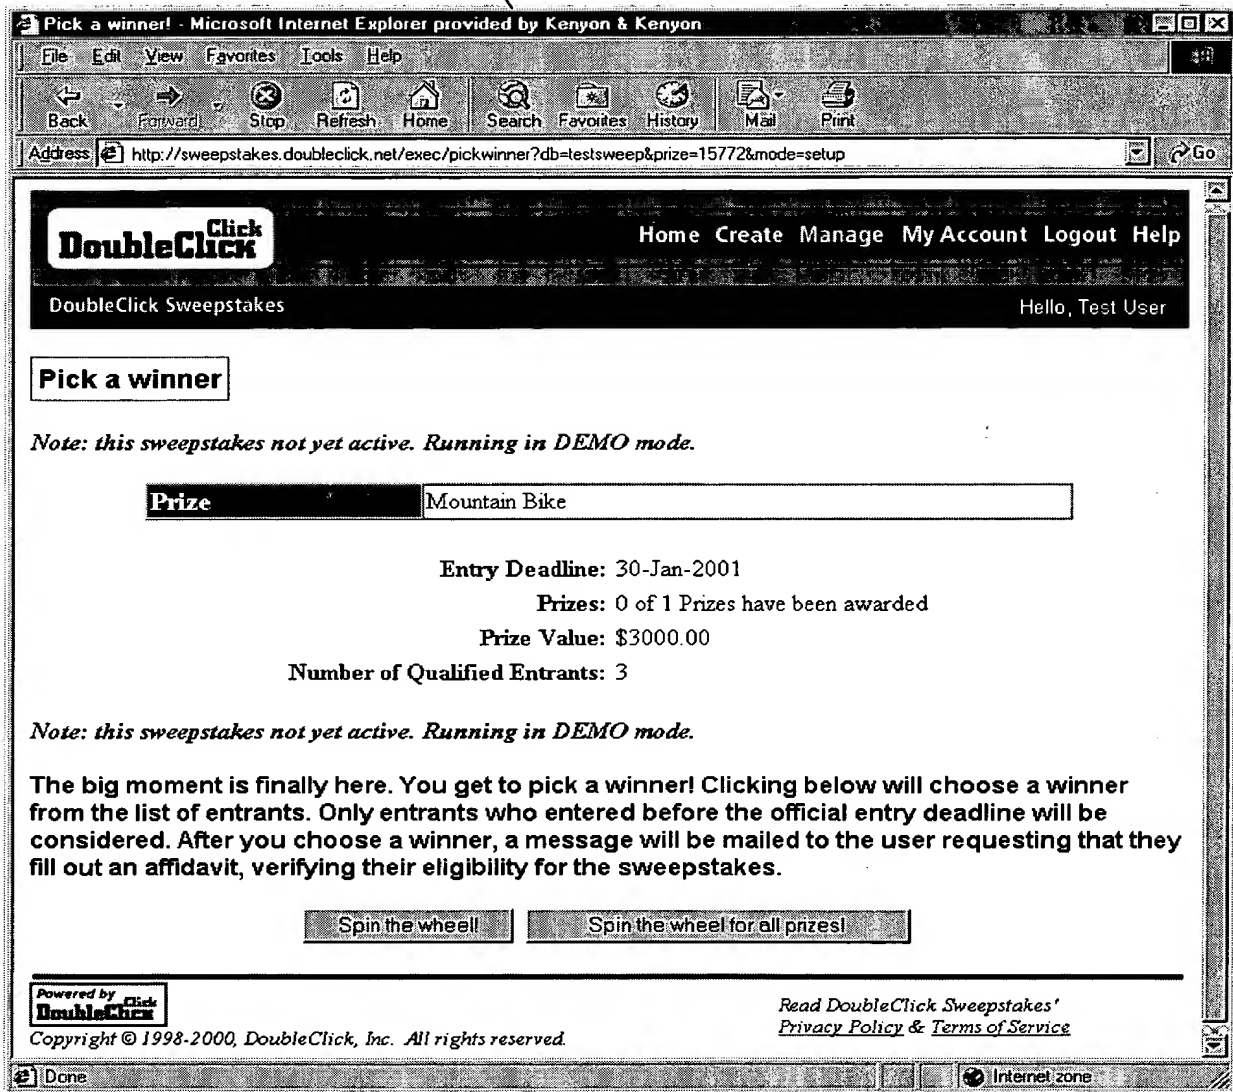 Pick a winner! - Microsoft Internet Explorer provided by Kenyon & Kenyon
File Edit View Favorites Tools Help
Back Forward Stop Refresh Home Search Favorites History Mail Print
Address http://sweepstakes.doubleclick.net/exec/pickwinner?db=testsweep&prize=15772&mode=setup Go
Click
DoubleClick
Home Create Manage My Account Logout Help
DoubleClick Sweepstakes Hello, Test User
Pick a winner
Note: this sweepstakes not yet active. Running in DEMO mode.
Prize Mountain Bike
Entry Deadline: 30-Jan-2001
Prizes: 0 of 1 Prizes have been awarded
Prize Value: $3000.00
Number of Qualified Entrants: 3
Note: this sweepstakes not yet active. Running in DEMO mode.
The big moment is finally here. You get to pick a winner! Clicking below will choose a winner
from the list of entrants. Only entrants who entered before the official entry deadline will be
considered. After you choose a winner, a message will be mailed to the user requesting that they
fill out an affidavit, verifying their eligibility for the sweepstakes.
Spin the wheel! Spin the wheel for all prizes!
Powered by
Click
DoubleClick
Read DoubleClick Sweepstakes'
Privacy Policy & Terms of Service
Copyright © 1998-2000, DoubleClick, Inc. All rights reserved.
Done Internet zone